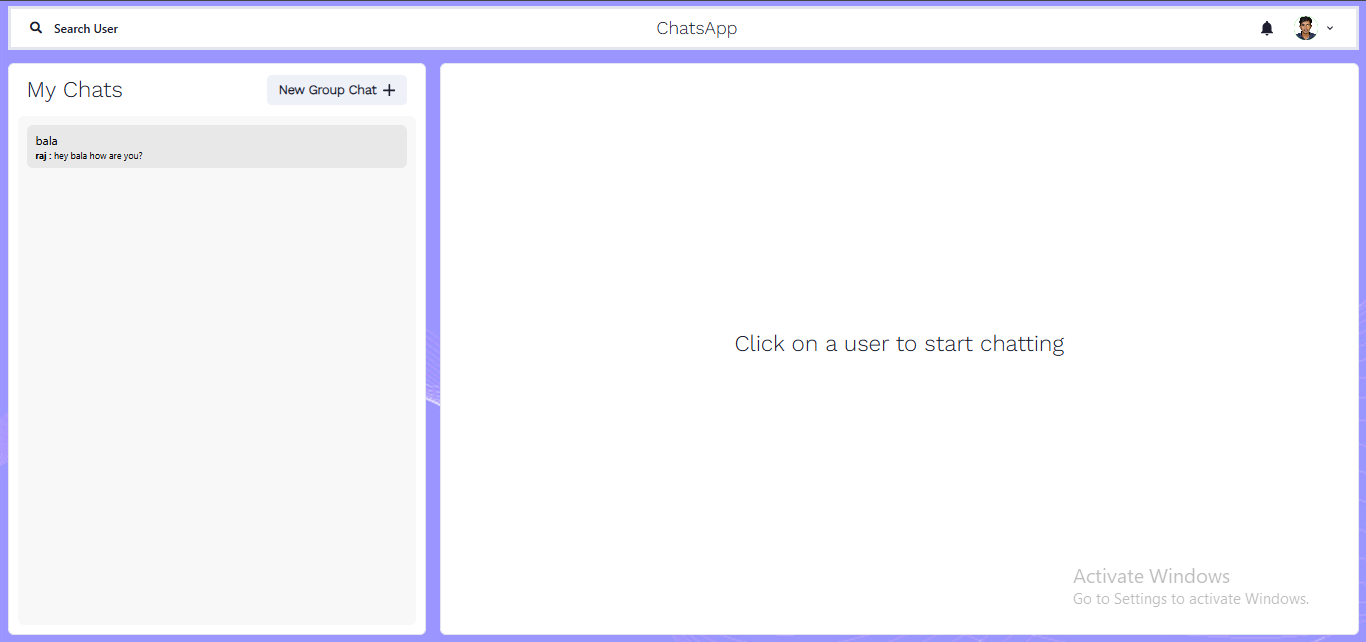 Search User
ChatsApp
My Chats
New Group Chat +
bala
raj : hey bala how are you?
Click on a user to start chatting
Activate Windows
Go to Settings to activate Windows.